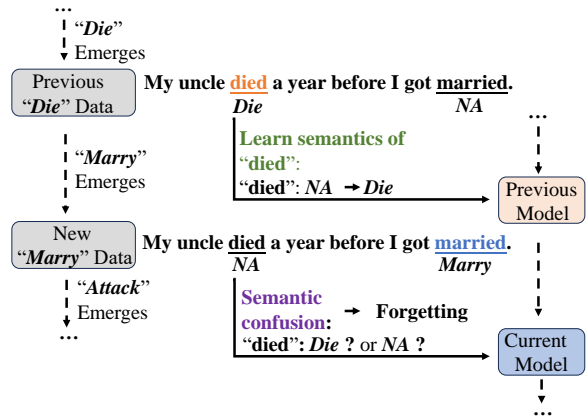 ...
“Die”
Emerges
Previous
“Die” Data
My uncle died a year before I got married.
Die
NA
Learn semantics of
“died”:
“died”: NA → Die
...
Previous
Model
“Marry”
Emerges
New
“Marry” Data
My uncle died a year before I got married.
NA
Marry
“Attack”
Emerges
...
Semantic
confusion:
→ Forgetting
“died”: Die ? or NA ?
Current
Model
...